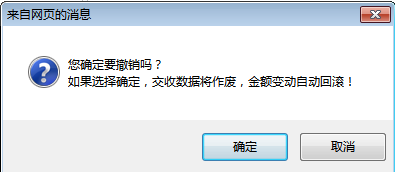 来自网页的消息
您确定要撤销吗？
如果选择确定，交收数据将作废，金额变动自动回滚！
确定
取消